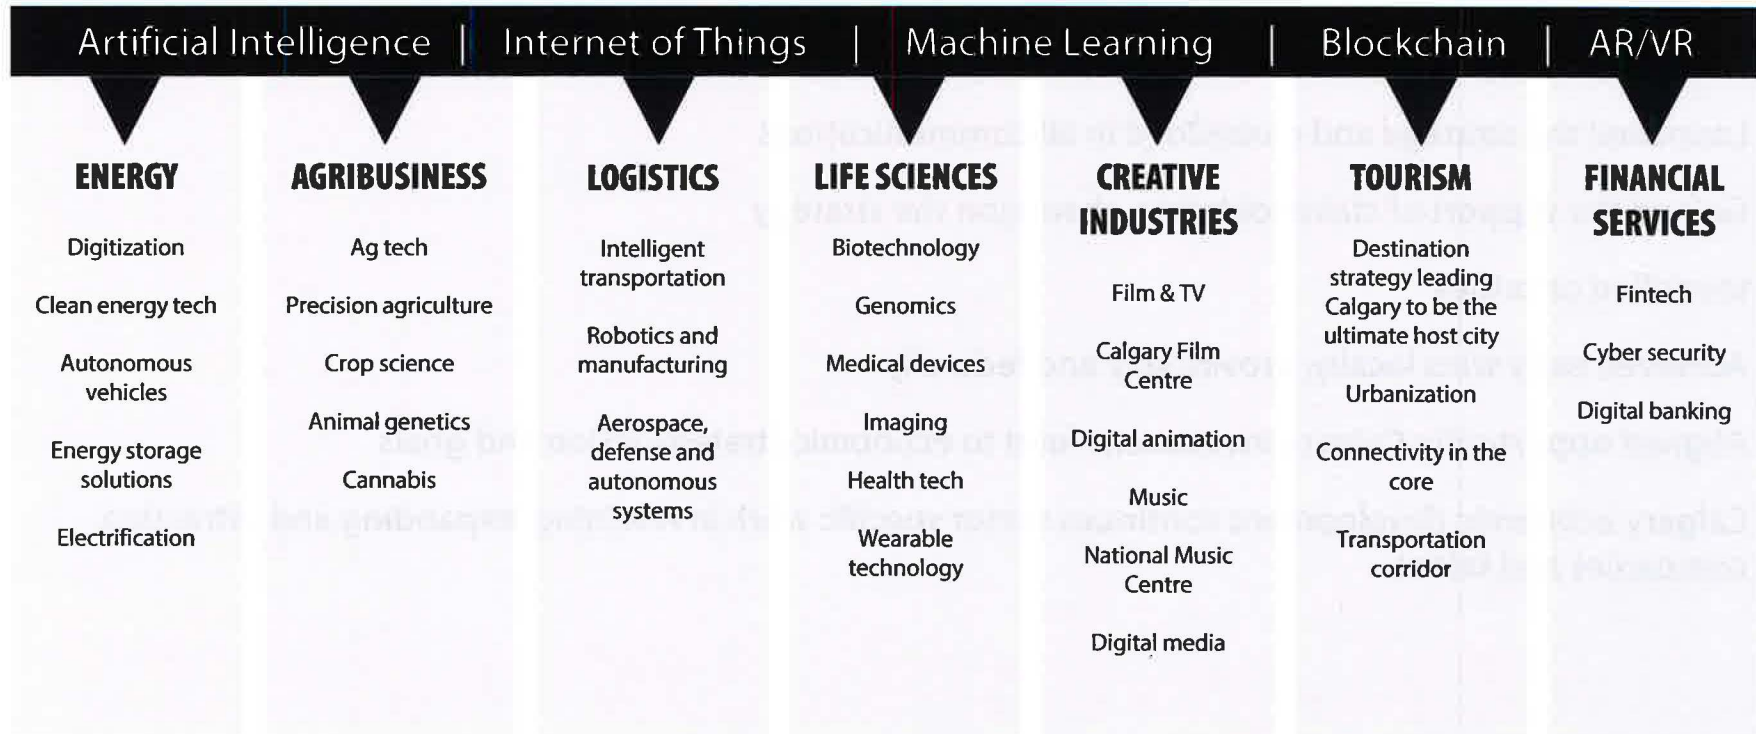 Artificial Intelligence | Internet of Things | Machine Learning | Blockchain | AR/VR
ENERGY
Digitization
Clean energy tech
Autonomous
vehicles
Energy storage
solutions
Electrification
AGRIBUSINESS
Ag tech
Precision agriculture
Crop science
Animal genetics
Cannabis
LOGISTICS
Intelligent
transportation
Robotics and
manufacturing
Aerospace,
defense and
autonomous
systems
LIFE SCIENCES
Biotechnology
Genomics
Medical devices
Imaging
Health tech
Wearable
technology
CREATIVE
INDUSTRIES
Film & TV
Calgary Film
Centre
Digital animation
Music
National Music
Centre
Digital media
TOURISM
Destination
strategy leading
Calgary to be the
ultimate host city
Urbanization
Connectivity in the
core
Transportation
corridor
FINANCIAL
SERVICES
Fintech
Cyber security
Digital banking